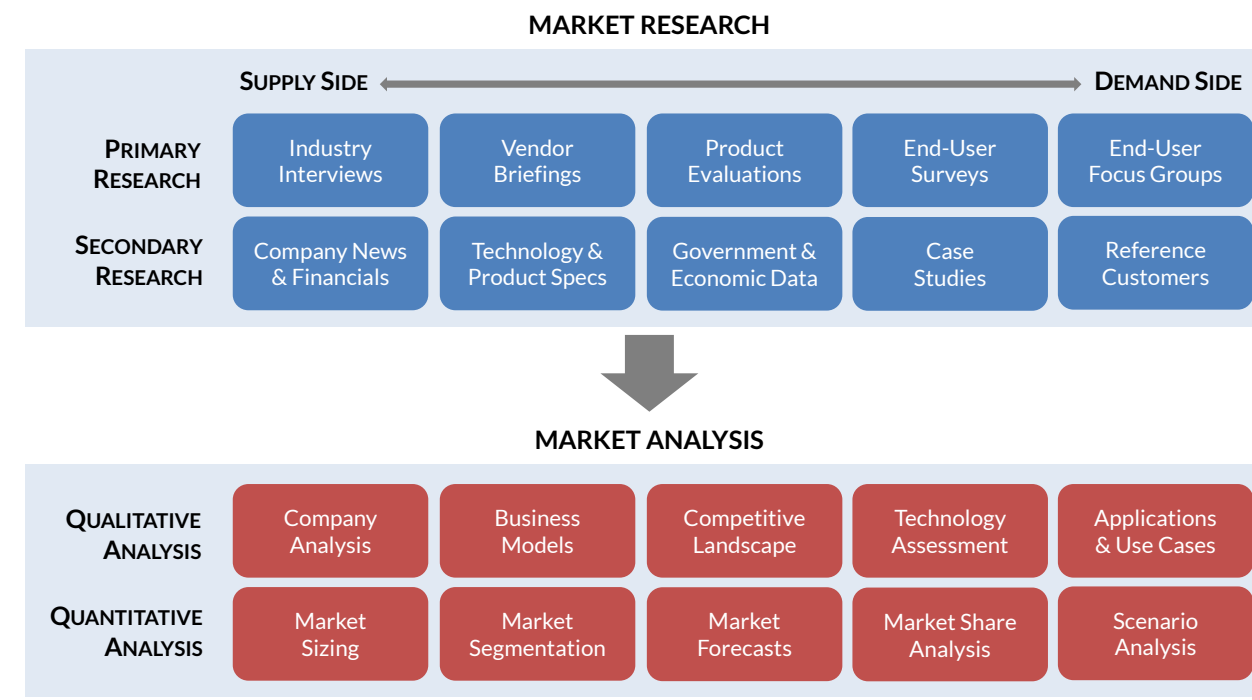 MARKET RESEARCH
SUPPLY SIDE
DEMAND SIDE
PRIMARY
RESEARCH
Industry
Interviews
Vendor
Briefings
Product
Evaluations
End-User
Surveys
End-User
Focus Groups
SECONDARY
RESEARCH
Company News
& Financials
Technology &
Product Specs
Government &
Economic Data
Case
Studies
Reference
Customers
MARKET ANALYSIS
QUALITATIVE
ANALYSIS
Company
Analysis
Business
Models
Competitive
Landscape
Technology
Assessment
Applications
& Use Cases
QUANTITATIVE
ANALYSIS
Market
Sizing
Market
Segmentation
Market
Forecasts
Market Share
Analysis
Scenario
Analysis